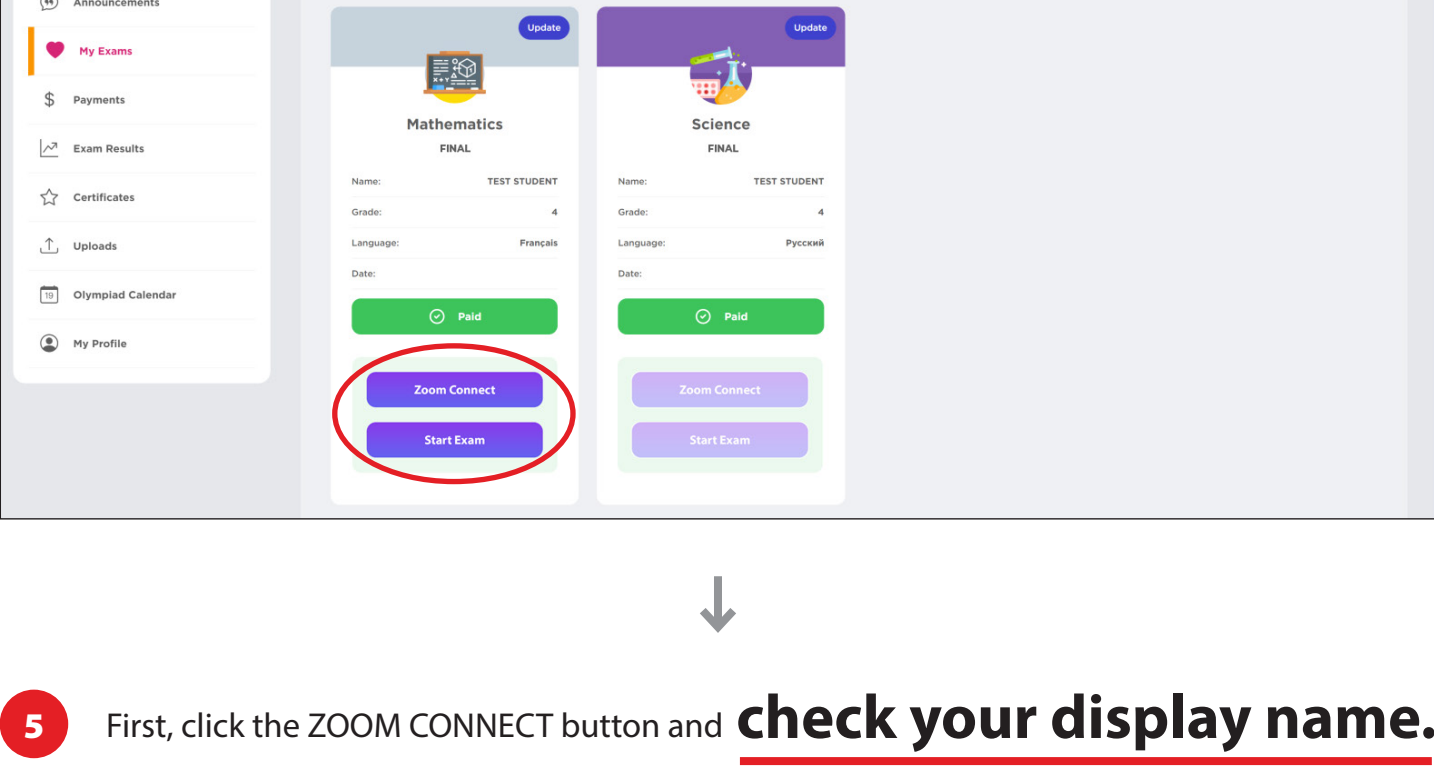 Announcements
My Exams
$ Payments
Exam Results
Certificates
Uploads
19 Olympiad Calendar
My Profile
Update
Mathematics
FINAL
Name: TEST STUDENT
Grade: 4
Language: Français
Date:
Paid
Zoom Connect
Start Exam
Update
Science
FINAL
Name: TEST STUDENT
Grade: 4
Language: Русский
Date:
Paid
Zoom Connect
Start Exam
5 First, click the ZOOM CONNECT button and check your display name.